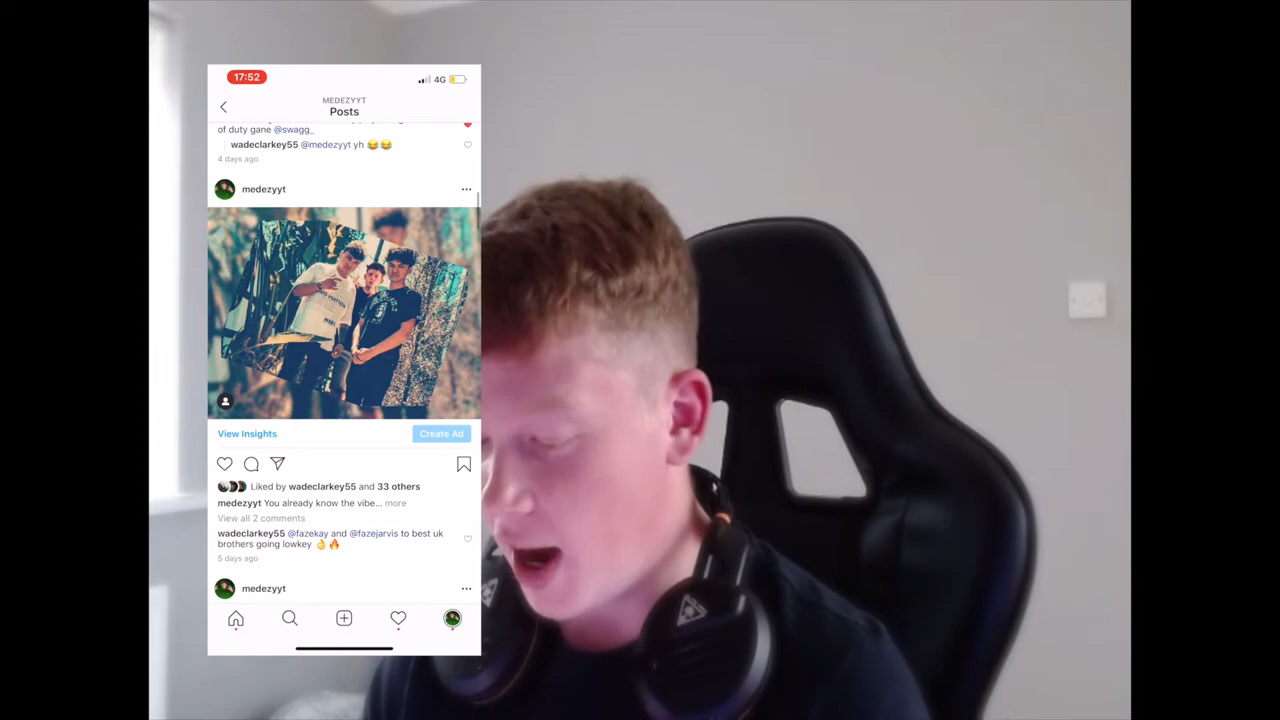 17:52
4G
MEDEZYYT
Posts
of duty gane @swagg_
wadeclarkey55 @medezyyt yh 😂😂
4 days ago
medezyyt
View Insights
Create Ad
Liked by wadeclarkey55 and 33 others
medezyyt You already know the vibe... more
View all 2 comments
wadeclarkey55 @fazekay and @fazejarvis to best uk
brothers going lowkey 👌🔥
5 days ago
medezyyt